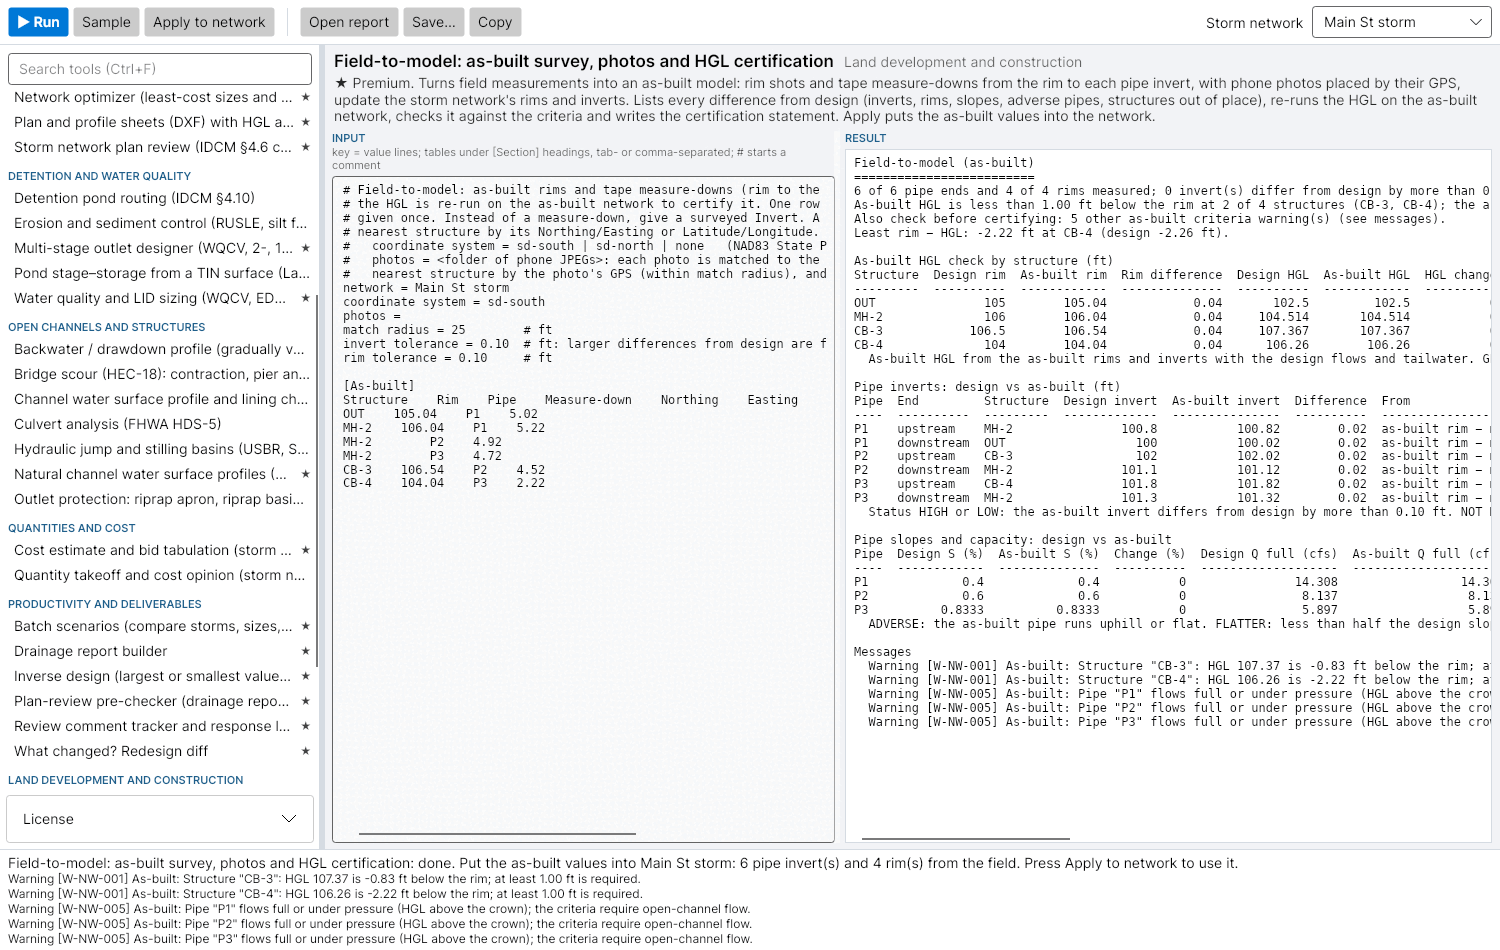 ▶ Run Sample Apply to network Open report Save... Copy Storm network Main St storm
Search tools (Ctrl+F)
Network optimizer (least-cost sizes and ... ★
Plan and profile sheets (DXF) with HGL a... ★
Storm network plan review (IDCM §4.6 c... ★
DETENTION AND WATER QUALITY
Detention pond routing (IDCM §4.10)
Erosion and sediment control (RUSLE, silt f...
Multi-stage outlet designer (WQCV, 2-, 1... ★
Pond stage–storage from a TIN surface (La...
Water quality and LID sizing (WQCV, ED... ★
OPEN CHANNELS AND STRUCTURES
Backwater / drawdown profile (gradually v...
Bridge scour (HEC-18): contraction, pier an...
Channel water surface profile and lining ch...
Culvert analysis (FHWA HDS-5)
Hydraulic jump and stilling basins (USBR, S...
Natural channel water surface profiles (... ★
Outlet protection: riprap apron, riprap basi...
QUANTITIES AND COST
Cost estimate and bid tabulation (storm ... ★
Quantity takeoff and cost opinion (storm n...
PRODUCTIVITY AND DELIVERABLES
Batch scenarios (compare storms, sizes,... ★
Drainage report builder ★
Inverse design (largest or smallest value... ★
Plan-review pre-checker (drainage repo... ★
Review comment tracker and response l... ★
What changed? Redesign diff ★
LAND DEVELOPMENT AND CONSTRUCTION
License
Field-to-model: as-built survey, photos and HGL certification Land development and construction
★ Premium. Turns field measurements into an as-built model: rim shots and tape measure-downs from the rim to each pipe invert, with phone photos placed by their GPS,
update the storm network's rims and inverts. Lists every difference from design (inverts, rims, slopes, adverse pipes, structures out of place), re-runs the HGL on the as-built
network, checks it against the criteria and writes the certification statement. Apply puts the as-built values into the network.
INPUT
key = value lines; tables under [Section] headings, tab- or comma-separated; # starts a
comment
# Field-to-model: as-built rims and tape measure-downs (rim to the
# the HGL is re-run on the as-built network to certify it. One row
# given once. Instead of a measure-down, give a surveyed Invert. A
# nearest structure by its Northing/Easting or Latitude/Longitude.
#   coordinate system = sd-south | sd-north | none   (NAD83 State P
#   photos = <folder of phone JPEGs>: each photo is matched to the
#   nearest structure by the photo's GPS (within match radius), and
network = Main St storm
coordinate system = sd-south
photos =
match radius = 25        # ft
invert tolerance = 0.10  # ft: larger differences from design are f
rim tolerance = 0.10     # ft
[As-built]
Structure    Rim    Pipe    Measure-down    Northing    Easting
OUT    105.04    P1    5.02
MH-2    106.04    P1    5.22
MH-2        P2    4.92
MH-2        P3    4.72
CB-3    106.54    P2    4.52
CB-4    104.04    P3    2.22
RESULT
Field-to-model (as-built)
=========================
6 of 6 pipe ends and 4 of 4 rims measured; 0 invert(s) differ from design by more than 0
As-built HGL is less than 1.00 ft below the rim at 2 of 4 structures (CB-3, CB-4); the a
Also check before certifying: 5 other as-built criteria warning(s) (see messages).
Least rim − HGL: -2.22 ft at CB-4 (design -2.26 ft).
As-built HGL check by structure (ft)
Structure  Design rim  As-built rim  Rim difference  Design HGL  As-built HGL  HGL chang
---------  ----------  ------------  --------------  ----------  ------------  ---------
OUT               105        105.04            0.04       102.5         102.5
MH-2              106        106.04            0.04     104.514       104.514
CB-3            106.5        106.54            0.04     107.367       107.367
CB-4              104        104.04            0.04      106.26        106.26
As-built HGL from the as-built rims and inverts with the design flows and tailwater. G
Pipe inverts: design vs as-built (ft)
Pipe  End         Structure  Design invert  As-built invert  Difference  From
----  ----------  ---------  -------------  ---------------  ----------  ---------------
P1    upstream    MH-2               100.8           100.82        0.02  as-built rim −
P1    downstream  OUT                  100           100.02        0.02  as-built rim −
P2    upstream    CB-3                 102           102.02        0.02  as-built rim −
P2    downstream  MH-2               101.1           101.12        0.02  as-built rim −
P3    upstream    CB-4               101.8           101.82        0.02  as-built rim −
P3    downstream  MH-2               101.3           101.32        0.02  as-built rim −
Status HIGH or LOW: the as-built invert differs from design by more than 0.10 ft. NOT
Pipe slopes and capacity: design vs as-built
Pipe  Design S (%)  As-built S (%)  Change (%)  Design Q full (cfs)  As-built Q full (cf
----  ------------  --------------  ----------  -------------------  -------------------
P1             0.4             0.4           0               14.308                 14.3
P2             0.6             0.6           0                8.137                  8.1
P3          0.8333          0.8333           0                5.897                  5.8
ADVERSE: the as-built pipe runs uphill or flat. FLATTER: less than half the design slo
Messages
Warning [W-NW-001] As-built: Structure "CB-3": HGL 107.37 is -0.83 ft below the rim; a
Warning [W-NW-001] As-built: Structure "CB-4": HGL 106.26 is -2.22 ft below the rim; a
Warning [W-NW-005] As-built: Pipe "P1" flows full or under pressure (HGL above the cro
Warning [W-NW-005] As-built: Pipe "P2" flows full or under pressure (HGL above the cro
Warning [W-NW-005] As-built: Pipe "P3" flows full or under pressure (HGL above the cro
Field-to-model: as-built survey, photos and HGL certification: done. Put the as-built values into Main St storm: 6 pipe invert(s) and 4 rim(s) from the field. Press Apply to network to use it.
Warning [W-NW-001] As-built: Structure "CB-3": HGL 107.37 is -0.83 ft below the rim; at least 1.00 ft is required.
Warning [W-NW-001] As-built: Structure "CB-4": HGL 106.26 is -2.22 ft below the rim; at least 1.00 ft is required.
Warning [W-NW-005] As-built: Pipe "P1" flows full or under pressure (HGL above the crown); the criteria require open-channel flow.
Warning [W-NW-005] As-built: Pipe "P2" flows full or under pressure (HGL above the crown); the criteria require open-channel flow.
Warning [W-NW-005] As-built: Pipe "P3" flows full or under pressure (HGL above the crown); the criteria require open-channel flow.